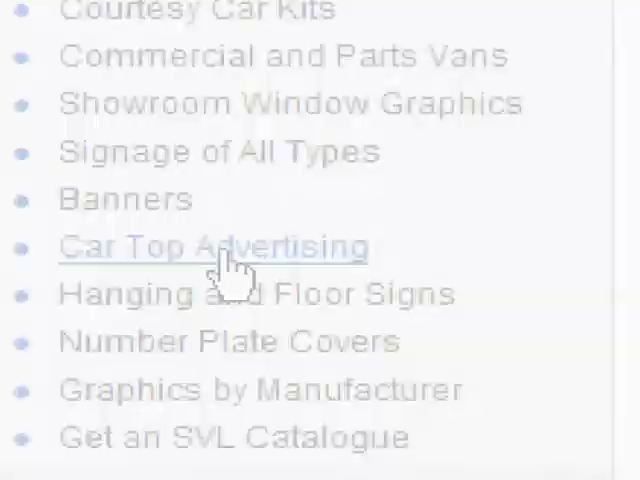 Courtesy Car Kits
Commercial and Parts Vans
Showroom Window Graphics
Signage of All Types
Banners
Car Top Advertising
Hanging and Floor Signs
Number Plate Covers
Graphics by Manufacturer
Get an SVL Catalogue